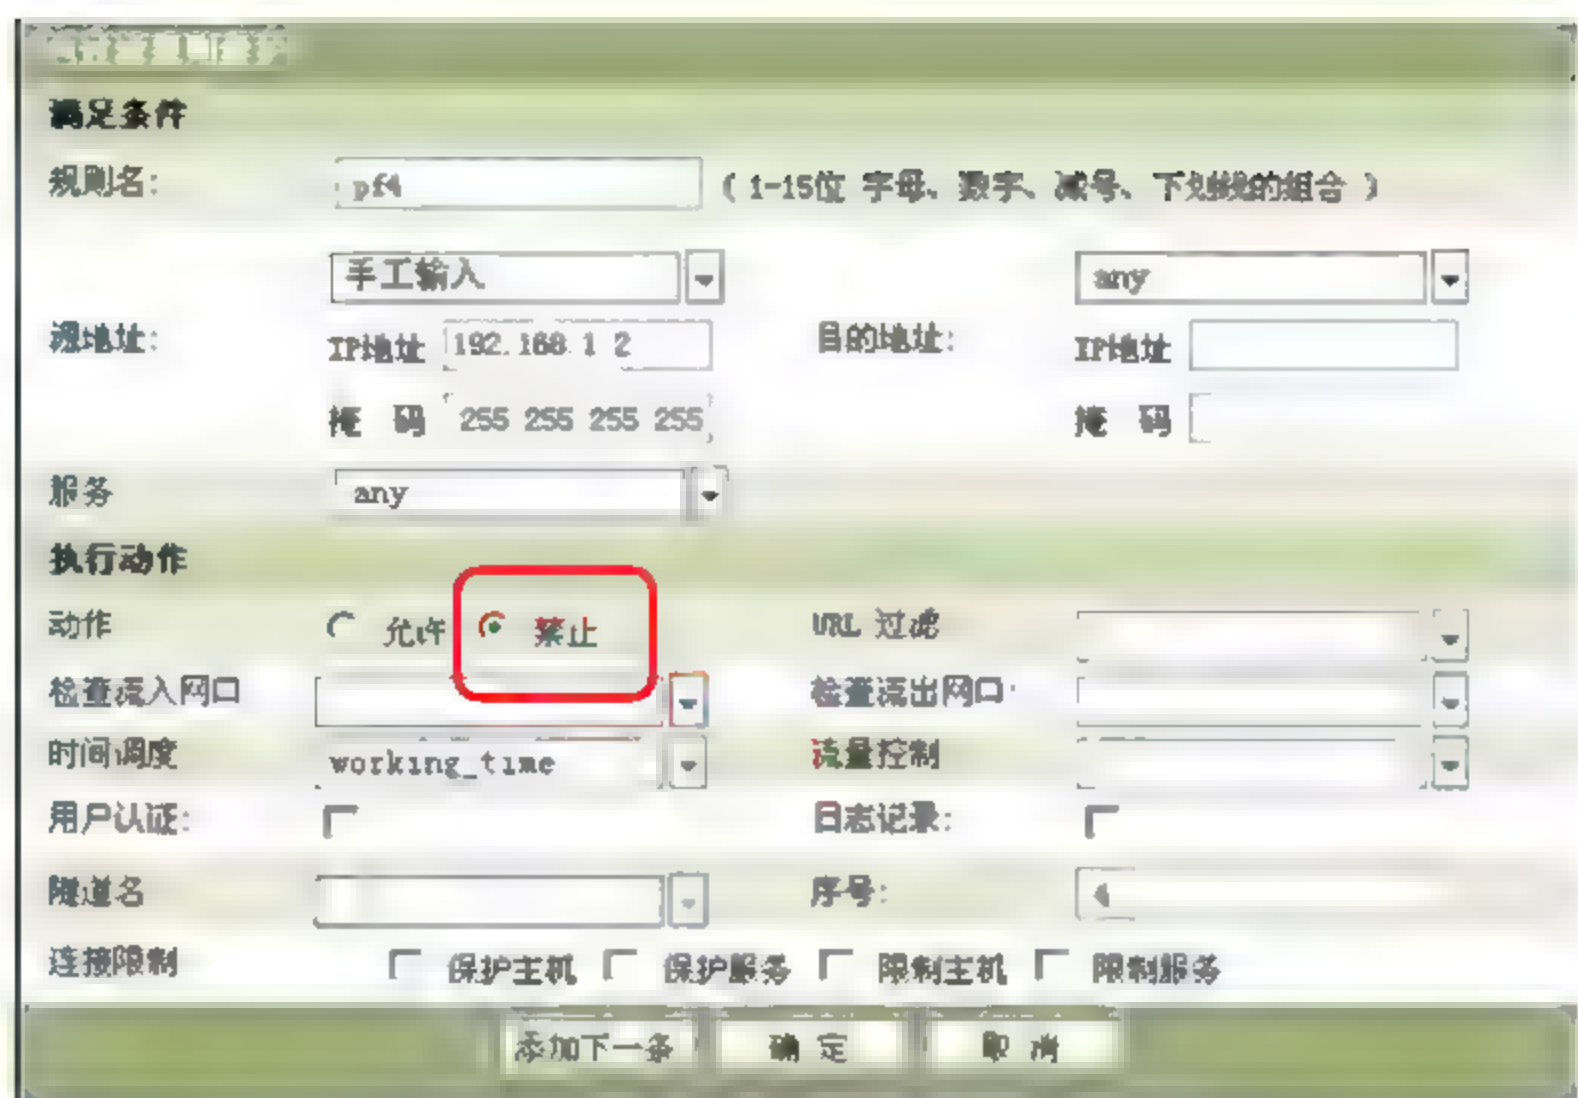 满足条件
规则名： pf4 （ 1-15位 字母、数字、减号、下划线的组合 ）
手工输入 any
源地址： IP地址 192.168.1.2 目的地址： IP地址
掩 码 255 255 255 255 掩 码
服务 any
执行动作
动作 允许 禁止 URL 过滤
检查流入网口 检查流出网口
时间调度 working_time 流量控制
用户认证： 日志记录：
隧道名 序号： 4
连接限制 保护主机 保护服务 限制主机 限制服务
添加下一条 确 定 取 消